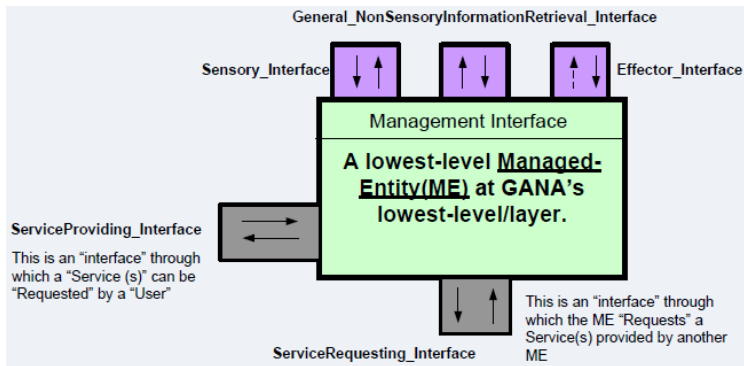 General_NonSensoryInformationRetrieval_Interface
Sensory_Interface
Effector_Interface
Management Interface
A lowest-level Managed-
Entity(ME) at GANA's
lowest-level/layer.
ServiceProviding_Interface
This is an "interface" through
which a "Service (s)" can be
"Requested" by a "User"
This is an "interface" through
which the ME "Requests" a
Service(s) provided by another
ME
ServiceRequesting_Interface